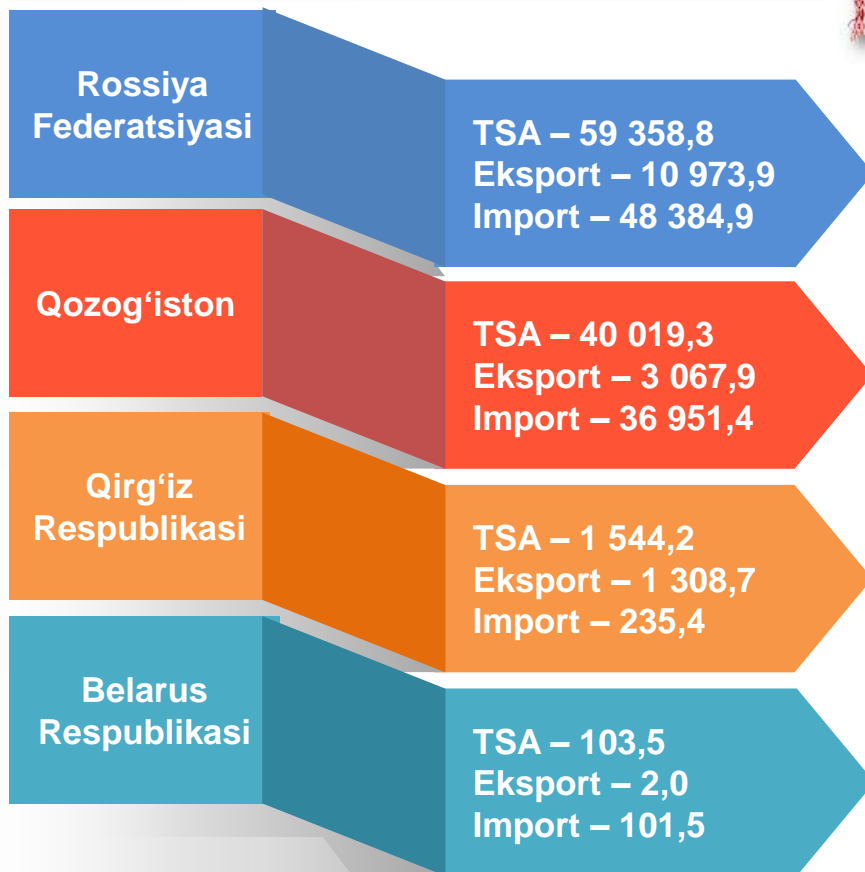 Rossiya
Federatsiyasi
TSA – 59 358,8
Eksport – 10 973,9
Import – 48 384,9
Qozog‘iston
TSA – 40 019,3
Eksport – 3 067,9
Import – 36 951,4
Qirg‘iz
Respublikasi
TSA – 1 544,2
Eksport – 1 308,7
Import – 235,4
Belarus
Respublikasi
TSA – 103,5
Eksport – 2,0
Import – 101,5